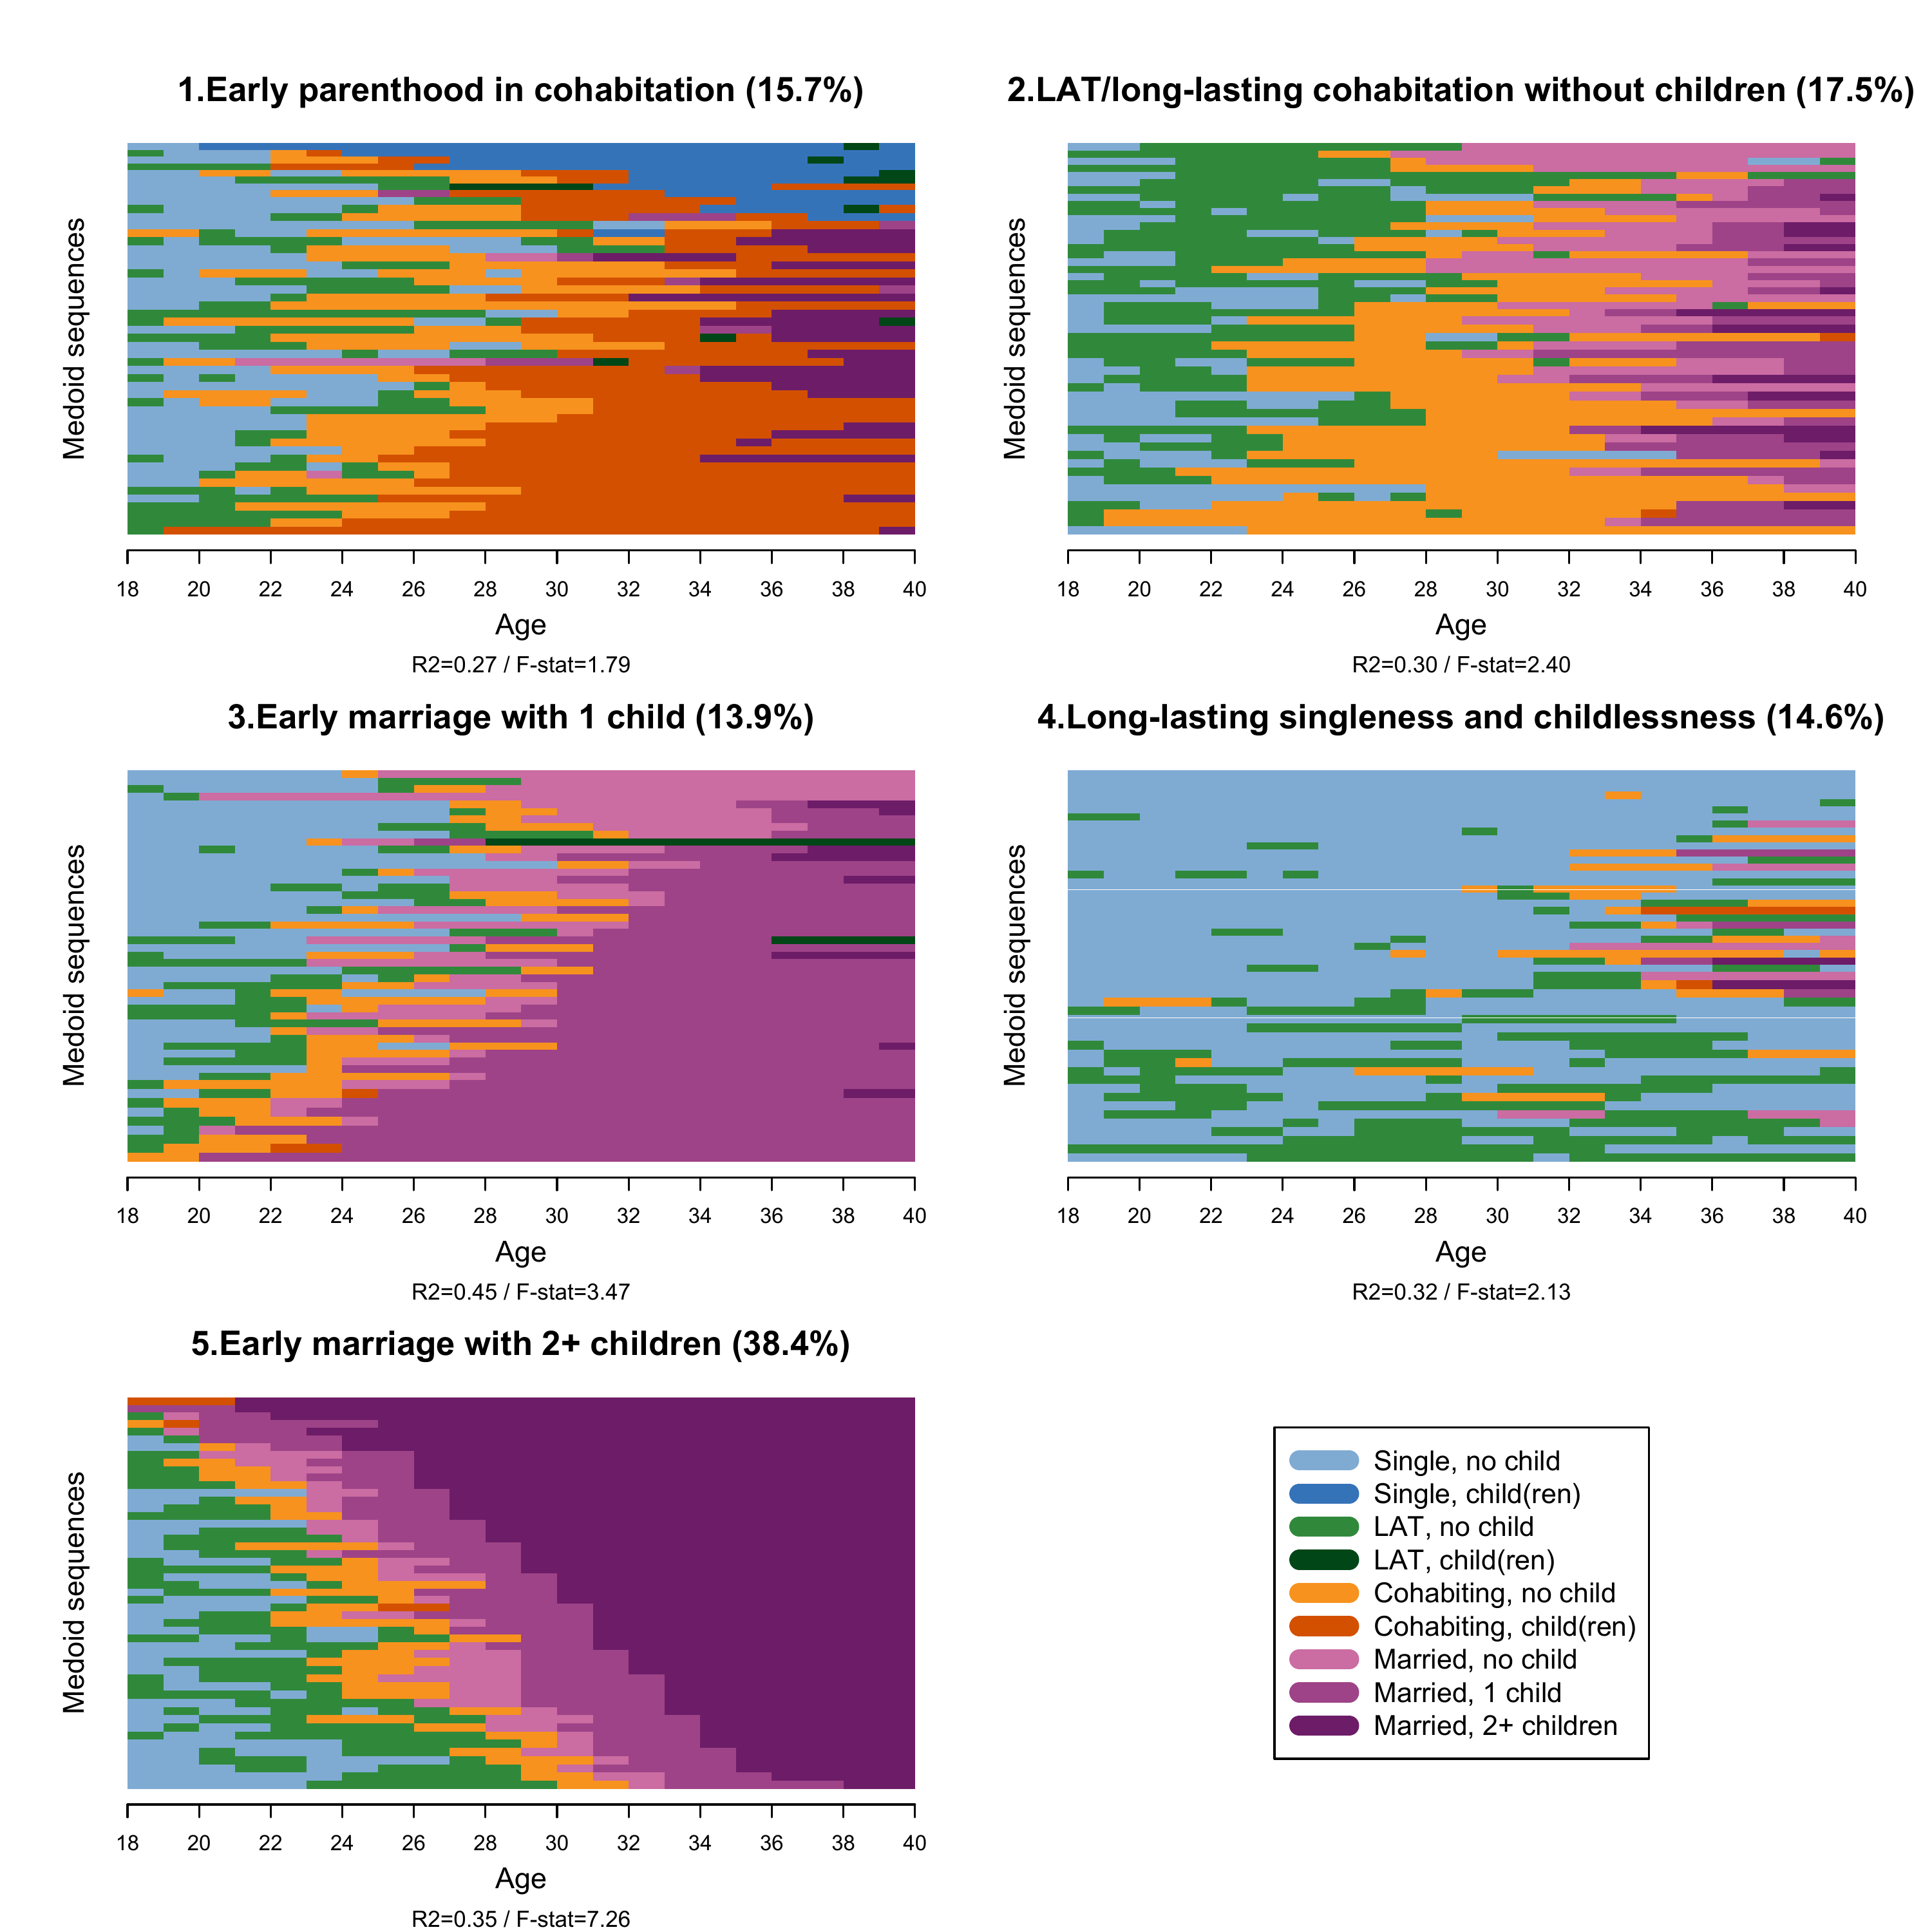 1.Early parenthood in cohabitation (15.7%)
Medoid sequences
18 20 22 24 26 28 30 32 34 36 38 40
Age
R2=0.27 / F-stat=1.79
2.LAT/long-lasting cohabitation without children (17.5%)
Medoid sequences
18 20 22 24 26 28 30 32 34 36 38 40
Age
R2=0.30 / F-stat=2.40
3.Early marriage with 1 child (13.9%)
Medoid sequences
18 20 22 24 26 28 30 32 34 36 38 40
Age
R2=0.45 / F-stat=3.47
4.Long-lasting singleness and childlessness (14.6%)
Medoid sequences
18 20 22 24 26 28 30 32 34 36 38 40
Age
R2=0.32 / F-stat=2.13
5.Early marriage with 2+ children (38.4%)
Medoid sequences
18 20 22 24 26 28 30 32 34 36 38 40
Age
R2=0.35 / F-stat=7.26
Single, no child
Single, child(ren)
LAT, no child
LAT, child(ren)
Cohabiting, no child
Cohabiting, child(ren)
Married, no child
Married, 1 child
Married, 2+ children